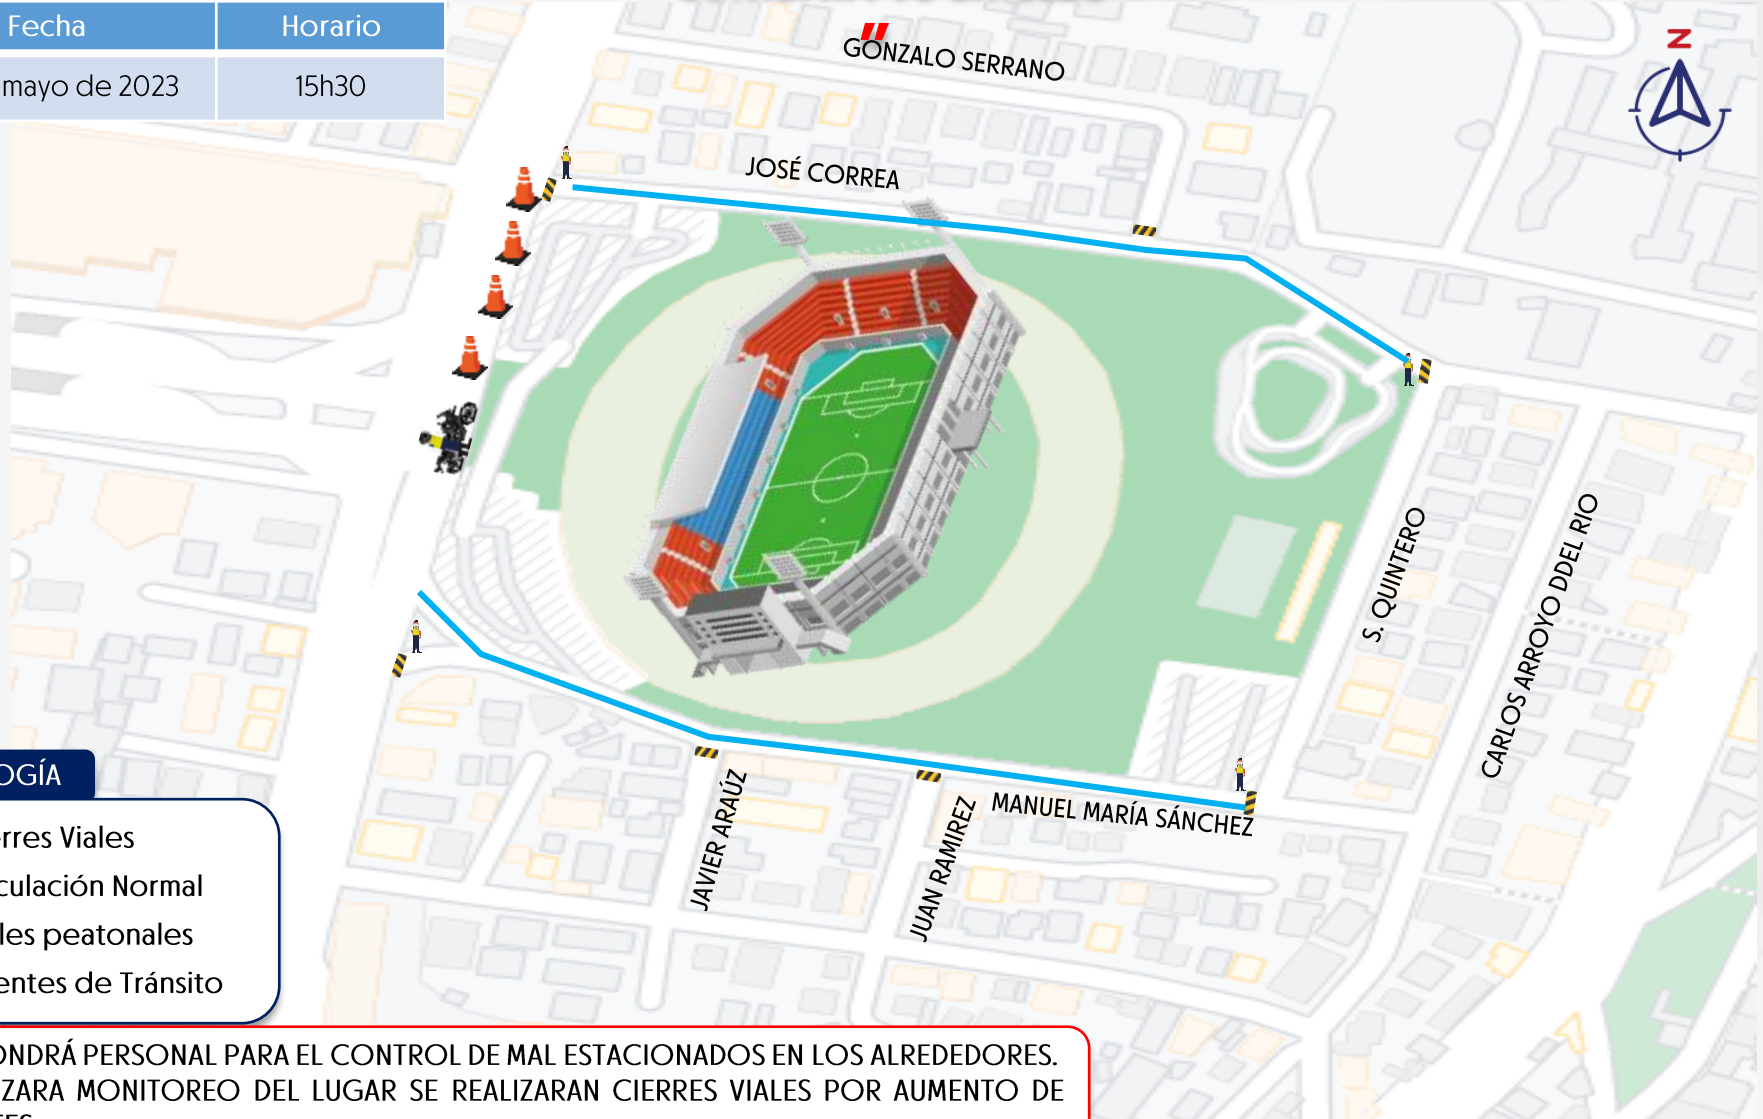 Fecha
Horario
mayo de 2023
15h30
N
GONZALO SERRANO
JOSÉ CORREA
S. QUINTERO
CARLOS ARROYO DDEL RIO
MANUEL MARÍA SÁNCHEZ
JAVIER ARAÚZ
JUAN RAMIREZ
OGÍA
rres Viales
culación Normal
les peatonales
entes de Tránsito
ONDRÁ PERSONAL PARA EL CONTROL DE MAL ESTACIONADOS EN LOS ALREDEDORES.
ZARA MONITOREO DEL LUGAR SE REALIZARAN CIERRES VIALES POR AUMENTO DE